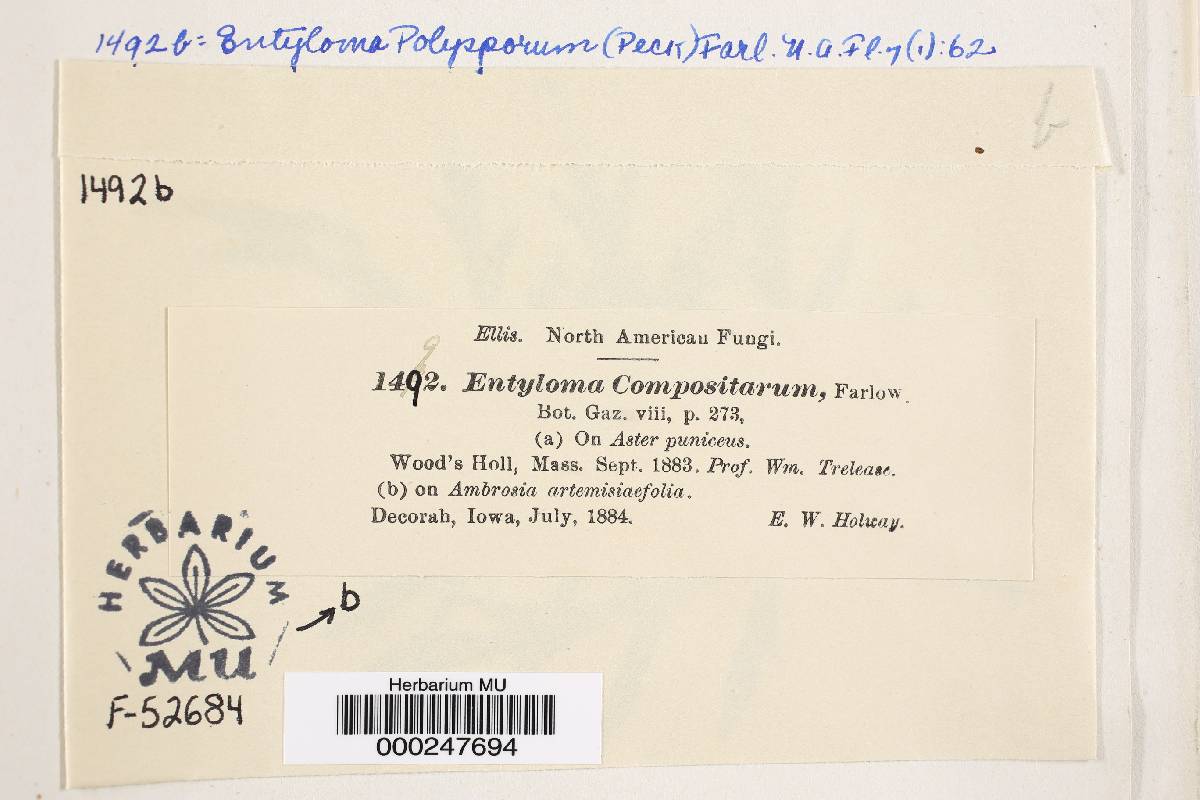 1492 b = Entyloma Polysporum (Peck) Farl. N.A.Fl. 7 (1):62
b
1492b
Ellis. North American Fungi.
9
1492. Entyloma Compositarum, Farlow.
Bot. Gaz. viii, p. 273,
(a) On Aster puniceus.
Wood's Holl, Mass. Sept. 1883. Prof. Wm. Trelease.
(b) on Ambrosia artemisiaefolia.
Decorah, Iowa, July, 1884. E. W. Holway.
HERBARIUM
MU
→ b
F-52684
Herbarium MU
000247694